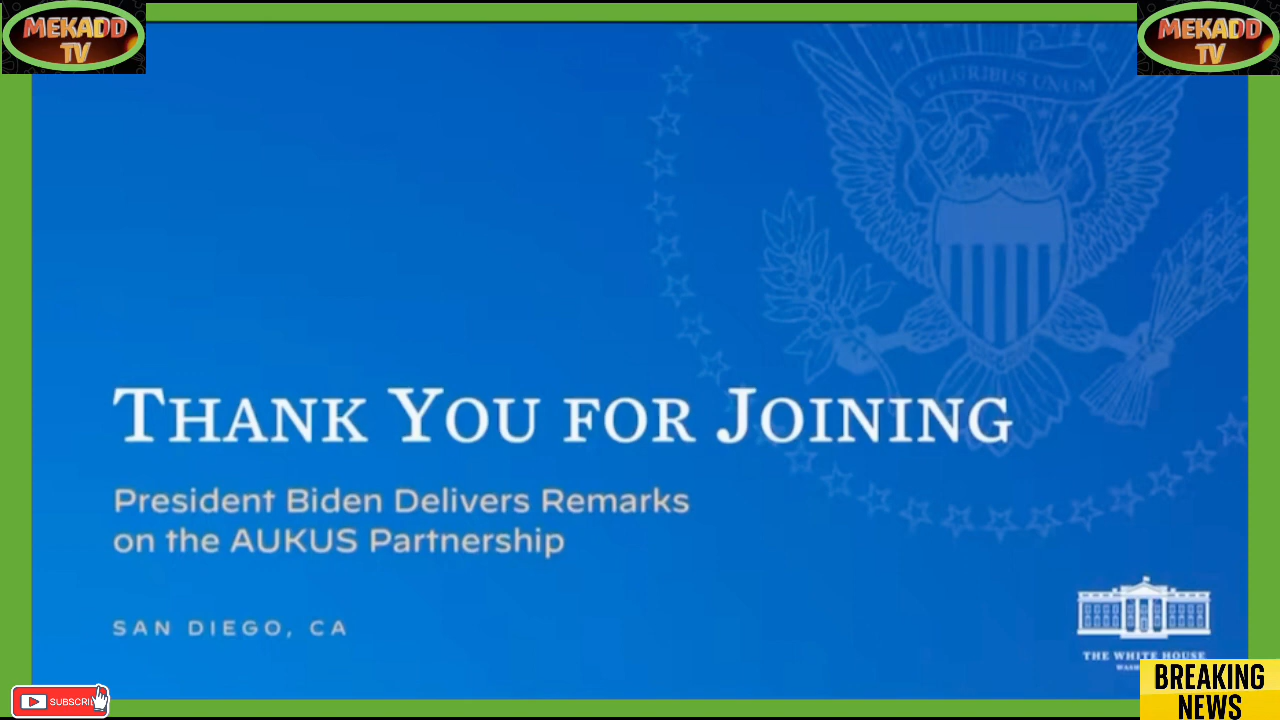 MEKADD
TV
MEKADD
TV
E PLURIBUS UNUM
THANK YOU FOR JOINING
President Biden Delivers Remarks
on the AUKUS Partnership
SAN DIEGO, CA
THE WHITE HOUSE
SUBSCRI
BREAKING
NEWS